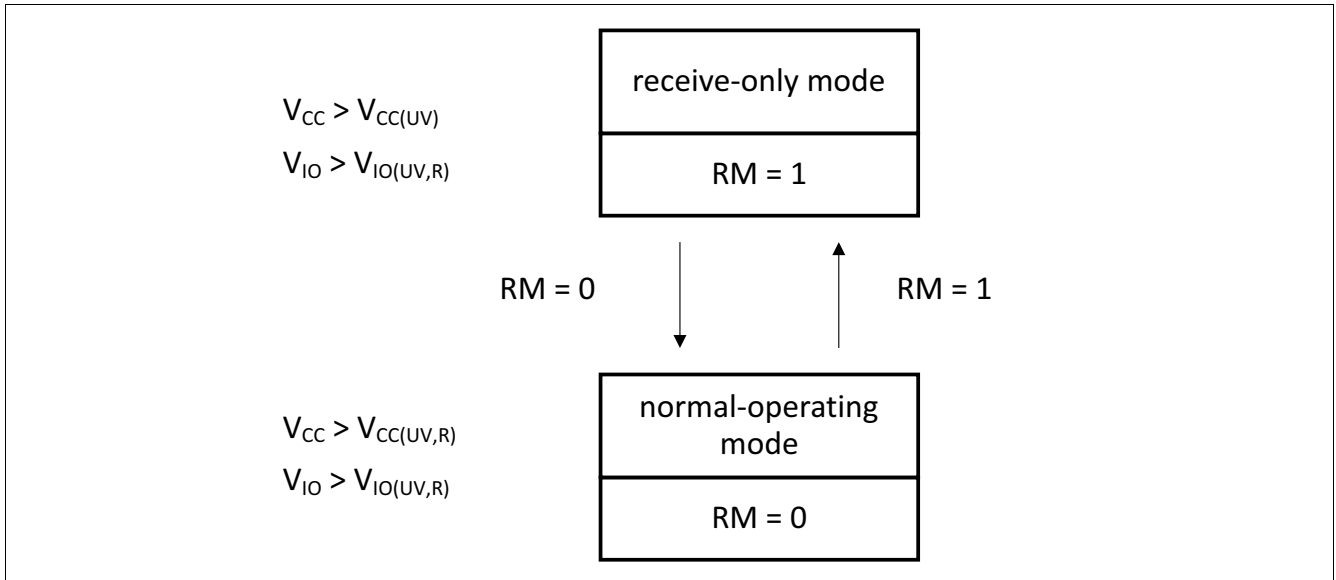 receive-only mode
V_CC > V_CC(UV)
V_IO > V_IO(UV,R)
RM = 1
RM = 0
RM = 1
normal-operating
mode
V_CC > V_CC(UV,R)
V_IO > V_IO(UV,R)
RM = 0